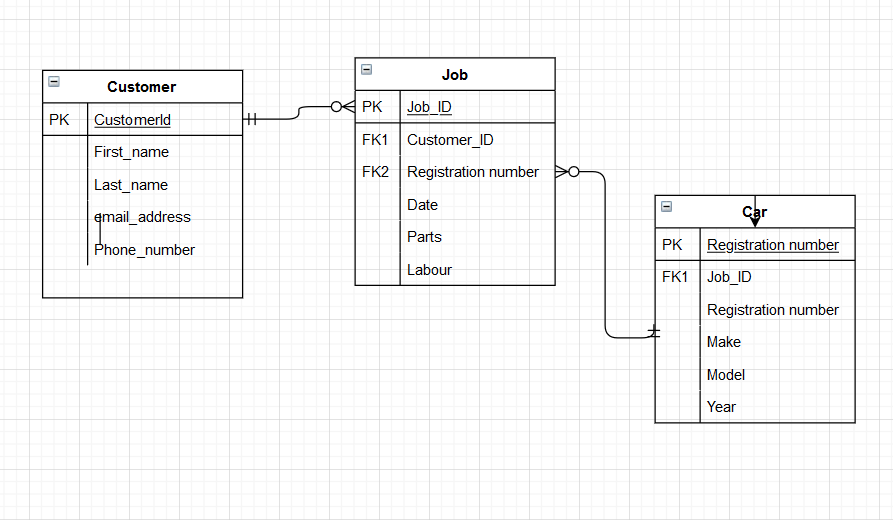 Customer
PK CustomerId
First_name
Last_name
email_address
Phone_number
Job
PK Job_ID
FK1 Customer_ID
FK2 Registration number
Date
Parts
Labour
Car
PK Registration number
FK1 Job_ID
Registration number
Make
Model
Year